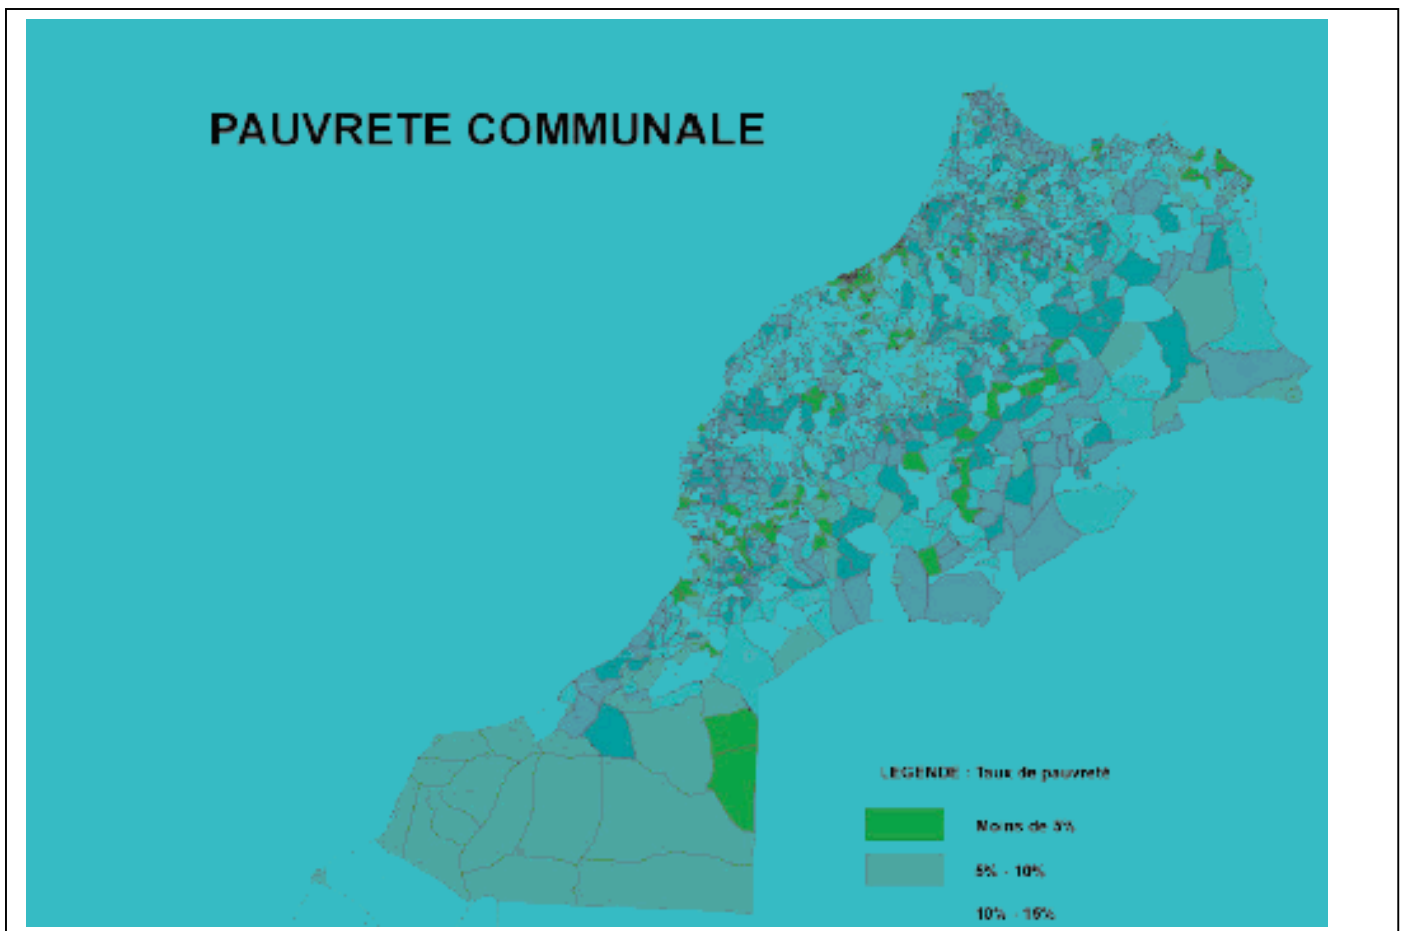 PAUVRETE COMMUNALE
LEGENDE : Taux de pauvreté
Moins de 5%
5% - 10%
10% - 15%